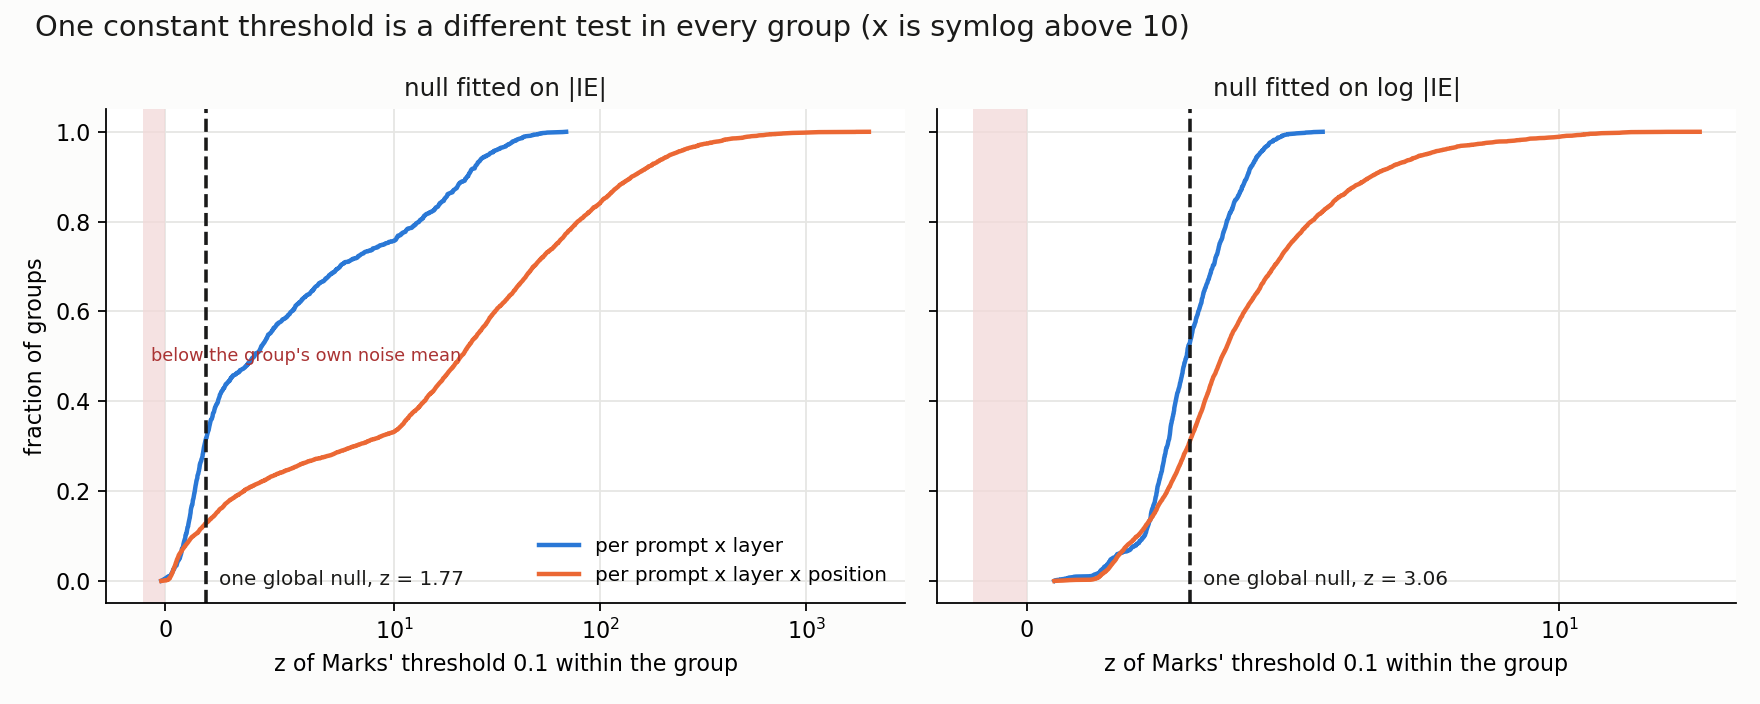 One constant threshold is a different test in every group (x is symlog above 10)
null fitted on |IE|
null fitted on log |IE|
fraction of groups
1.0
0.8
0.6
0.4
0.2
0.0
below the group's own noise mean
one global null, z = 1.77
per prompt x layer
per prompt x layer x position
one global null, z = 3.06
0
10¹
10²
10³
0
10¹
z of Marks' threshold 0.1 within the group
z of Marks' threshold 0.1 within the group